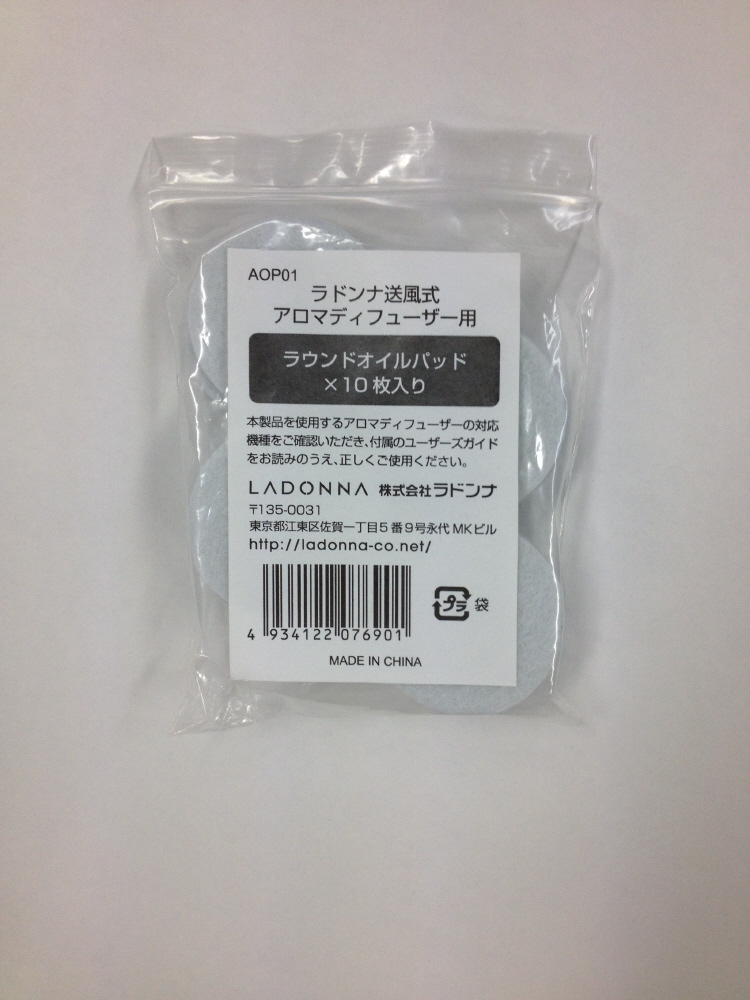 AOP01
ラドンナ送風式
アロマディフューザー用
ラウンドオイルパッド
×10枚入り
本製品を使用するアロマディフューザーの対応
機種をご確認いただき、付属のユーザーズガイド
をお読みのうえ、正しくご使用ください。
LADONNA 株式会社ラドンナ
〒135-0031
東京都江東区佐賀一丁目5番9号永代MKビル
http://ladonna-co.net/
プラ 袋
4 934122 076901
MADE IN CHINA